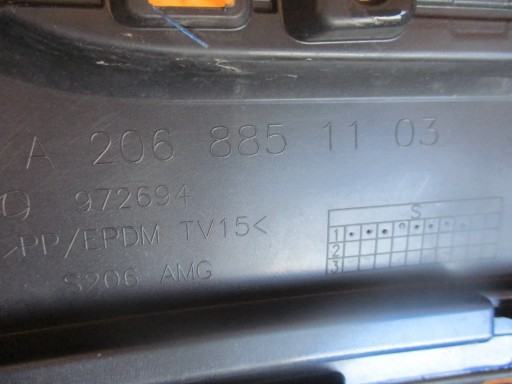 A 206 885 11 03
972694
>PP/EPDM TV15<
S206 AMG
S
1
2
3